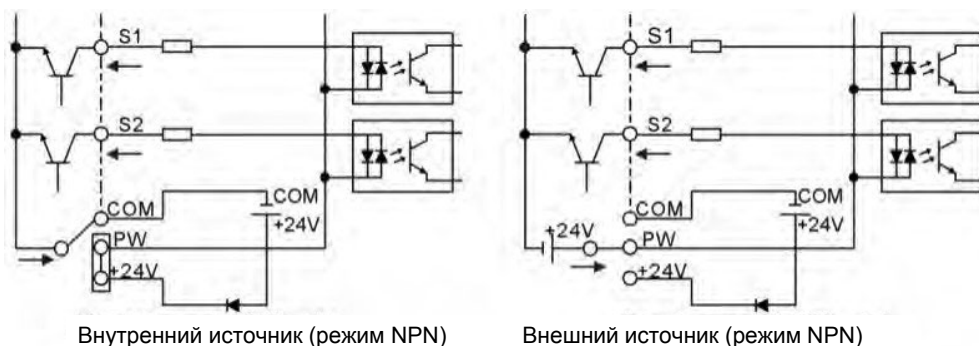 S1
S2
COM
COM
+24V
PW
+24V
Внутренний источник (режим NPN)
S1
S2
COM
COM
+24V
+24V
PW
+24V
Внешний источник (режим NPN)